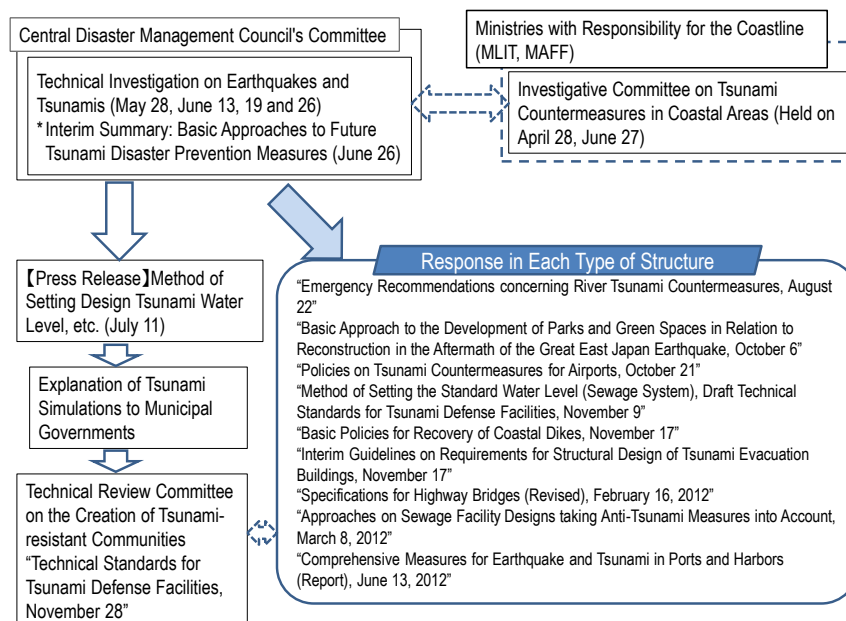 Central Disaster Management Council's Committee
Technical Investigation on Earthquakes and
Tsunamis (May 28, June 13, 19 and 26)
* Interim Summary: Basic Approaches to Future
Tsunami Disaster Prevention Measures (June 26)
Ministries with Responsibility for the Coastline
(MLIT, MAFF)
Investigative Committee on Tsunami
Countermeasures in Coastal Areas (Held on
April 28, June 27)
【Press Release】Method of
Setting Design Tsunami Water
Level, etc. (July 11)
Explanation of Tsunami
Simulations to Municipal
Governments
Technical Review Committee
on the Creation of Tsunami-
resistant Communities
“Technical Standards for
Tsunami Defense Facilities,
November 28”
Response in Each Type of Structure
“Emergency Recommendations concerning River Tsunami Countermeasures, August
22”
“Basic Approach to the Development of Parks and Green Spaces in Relation to
Reconstruction in the Aftermath of the Great East Japan Earthquake, October 6”
“Policies on Tsunami Countermeasures for Airports, October 21”
“Method of Setting the Standard Water Level (Sewage System), Draft Technical
Standards for Tsunami Defense Facilities, November 9”
“Basic Policies for Recovery of Coastal Dikes, November 17”
“Interim Guidelines on Requirements for Structural Design of Tsunami Evacuation
Buildings, November 17”
“Specifications for Highway Bridges (Revised), February 16, 2012”
“Approaches on Sewage Facility Designs taking Anti-Tsunami Measures into Account,
March 8, 2012”
“Comprehensive Measures for Earthquake and Tsunami in Ports and Harbors
(Report), June 13, 2012”